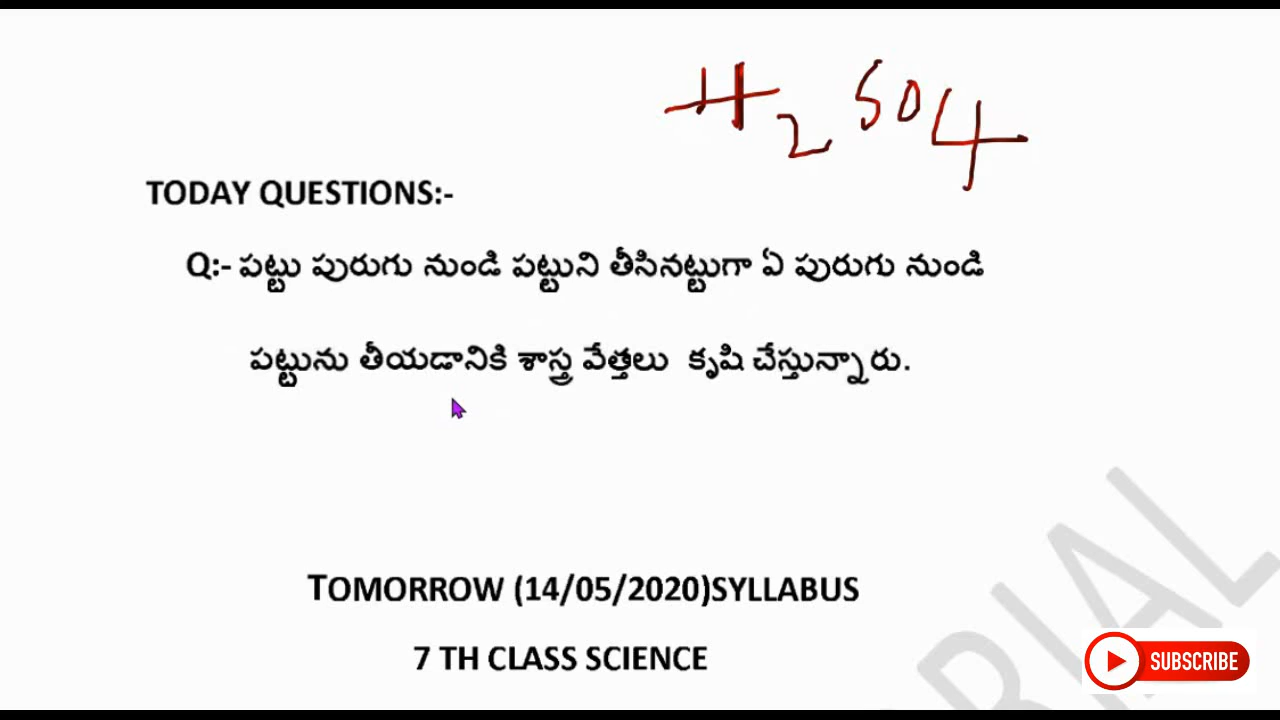 H2SO4
TODAY QUESTIONS:-
Q:- పట్టు పురుగు నుండి పట్టుని తీసినట్టుగా ఏ పురుగు నుండి
పట్టును తీయడానికి శాస్త్ర వేత్తలు కృషి చేస్తున్నారు.
TOMORROW (14/05/2020)SYLLABUS
7 TH CLASS SCIENCE
SUBSCRIBE